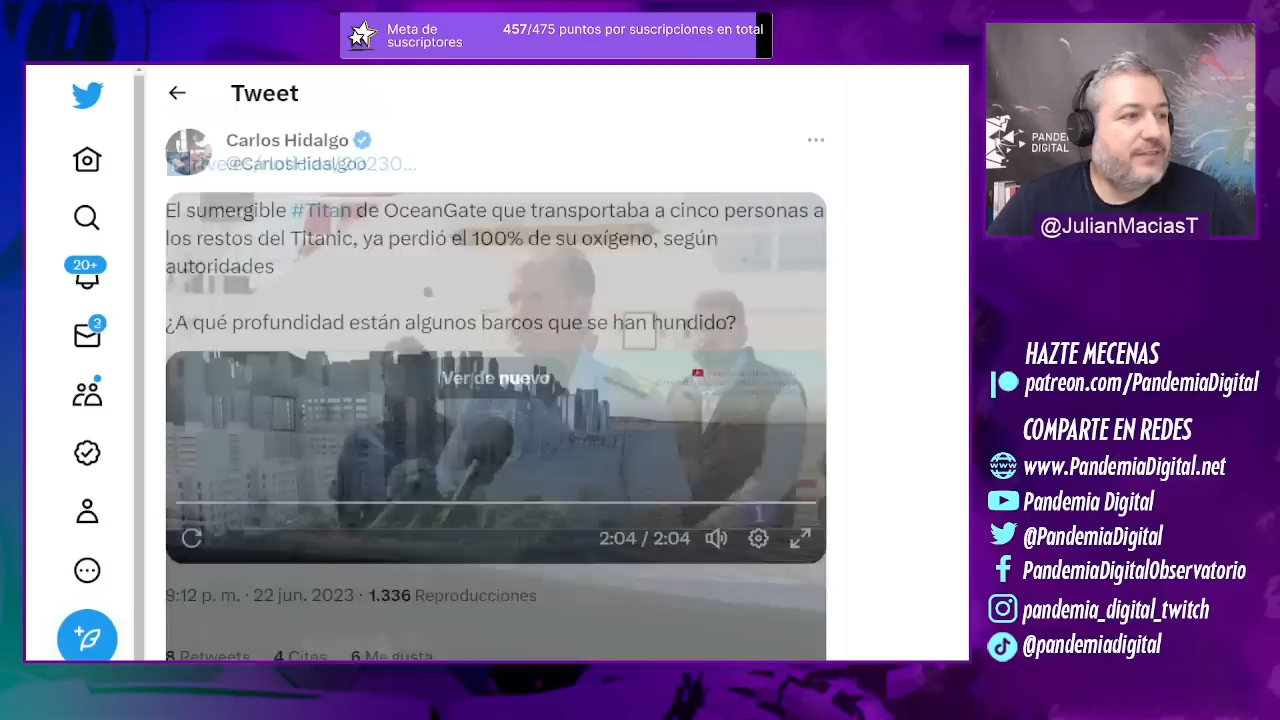 Meta de
suscriptores
457/475 puntos por suscripciones en total
Tweet
Carlos Hidalgo
@CarlosHidalgoo
El sumergible #Titan de OceanGate que transportaba a cinco personas a
los restos del Titanic, ya perdió el 100% de su oxígeno, según
autoridades
¿A qué profundidad están algunos barcos que se han hundido?
Ver de nuevo
2:04 / 2:04
9:12 p. m. · 22 jun. 2023 · 1.336 Reproducciones
8 Retweets 4 Citas 6 Me gusta
20+
3
PANDEMIA
DIGITAL
@JulianMaciasT
HAZTE MECENAS
patreon.com/PandemiaDigital
COMPARTE EN REDES
www.PandemiaDigital.net
Pandemia Digital
@PandemiaDigital
PandemiaDigitalObservatorio
pandemia_digital_twitch
@pandemiadigital